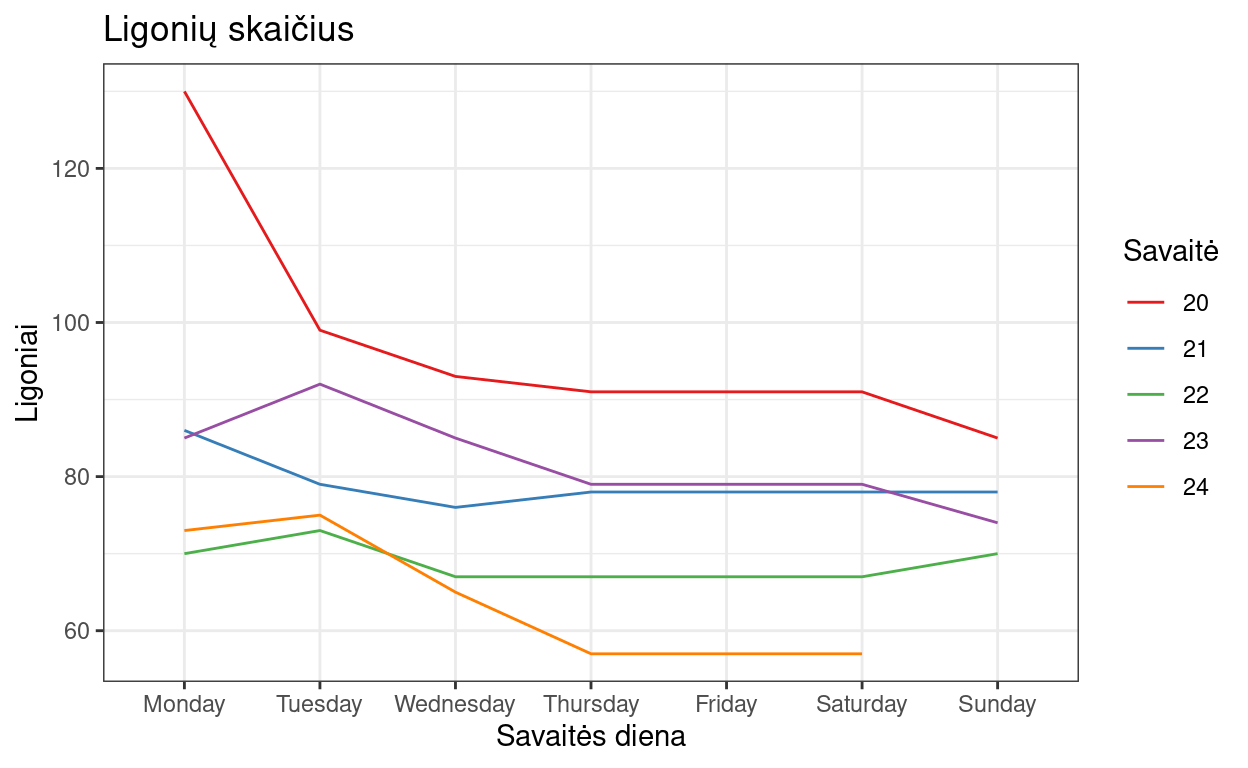 Ligonių skaičius
Ligoniai
120
100
80
60
Monday Tuesday Wednesday Thursday Friday Saturday Sunday
Savaitės diena
Savaitė
20
21
22
23
24